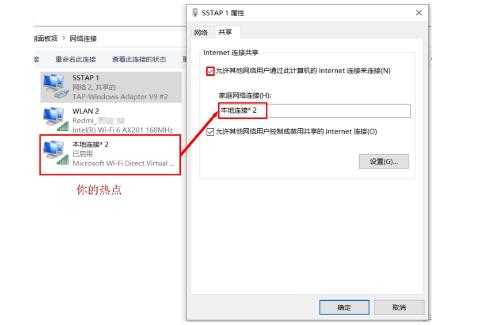 制面板项 › 网络连接
重命名此连接
查看此连接的状态
SSTAP 1
网络 2, 共享的
TAP-Windows Adapter V9 #2
WLAN 2
Redmi_
Intel(R) Wi-Fi 6 AX201 160MHz
本地连接* 2
已启用
Microsoft Wi-Fi Direct Virtual ...
你的热点
SSTAP 1 属性
网络
共享
Internet 连接共享
允许其他网络用户通过此计算机的 Internet 连接来连接(N)
家庭网络连接(H):
本地连接* 2
允许其他网络用户控制或禁用共享的 Internet 连接(O)
设置(G)...
确定
取消